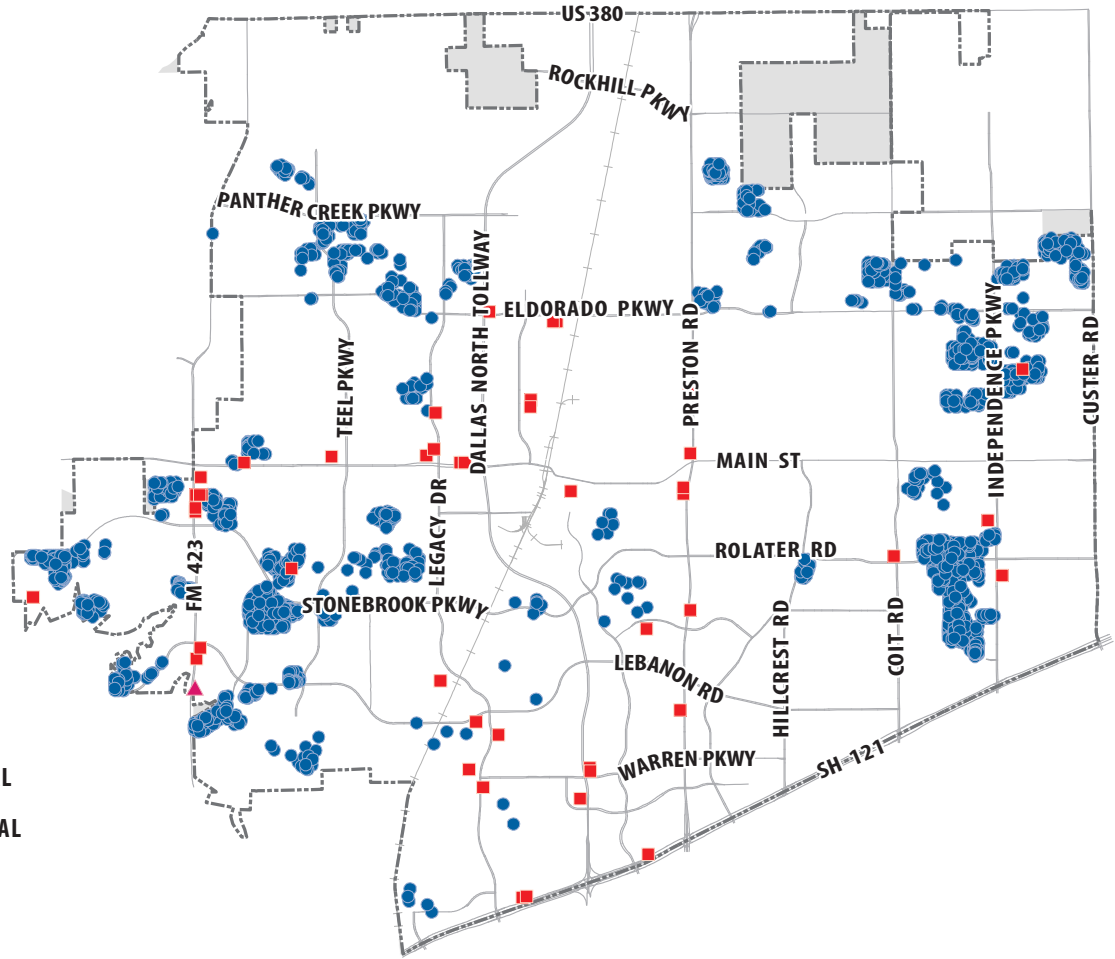 US 380
ROCKHILL PKWY
PANTHER CREEK PKWY
DALLAS NORTH TOLLWAY
ELDORADO PKWY
PRESTON RD
INDEPENDENCE PKWY
CUSTER RD
TEEL PKWY
MAIN ST
LEGACY DR
FM 423
ROLATER RD
STONEBROOK PKWY
HILLCREST RD
COIT RD
LEBANON RD
WARREN PKWY
SH 121
L
AL